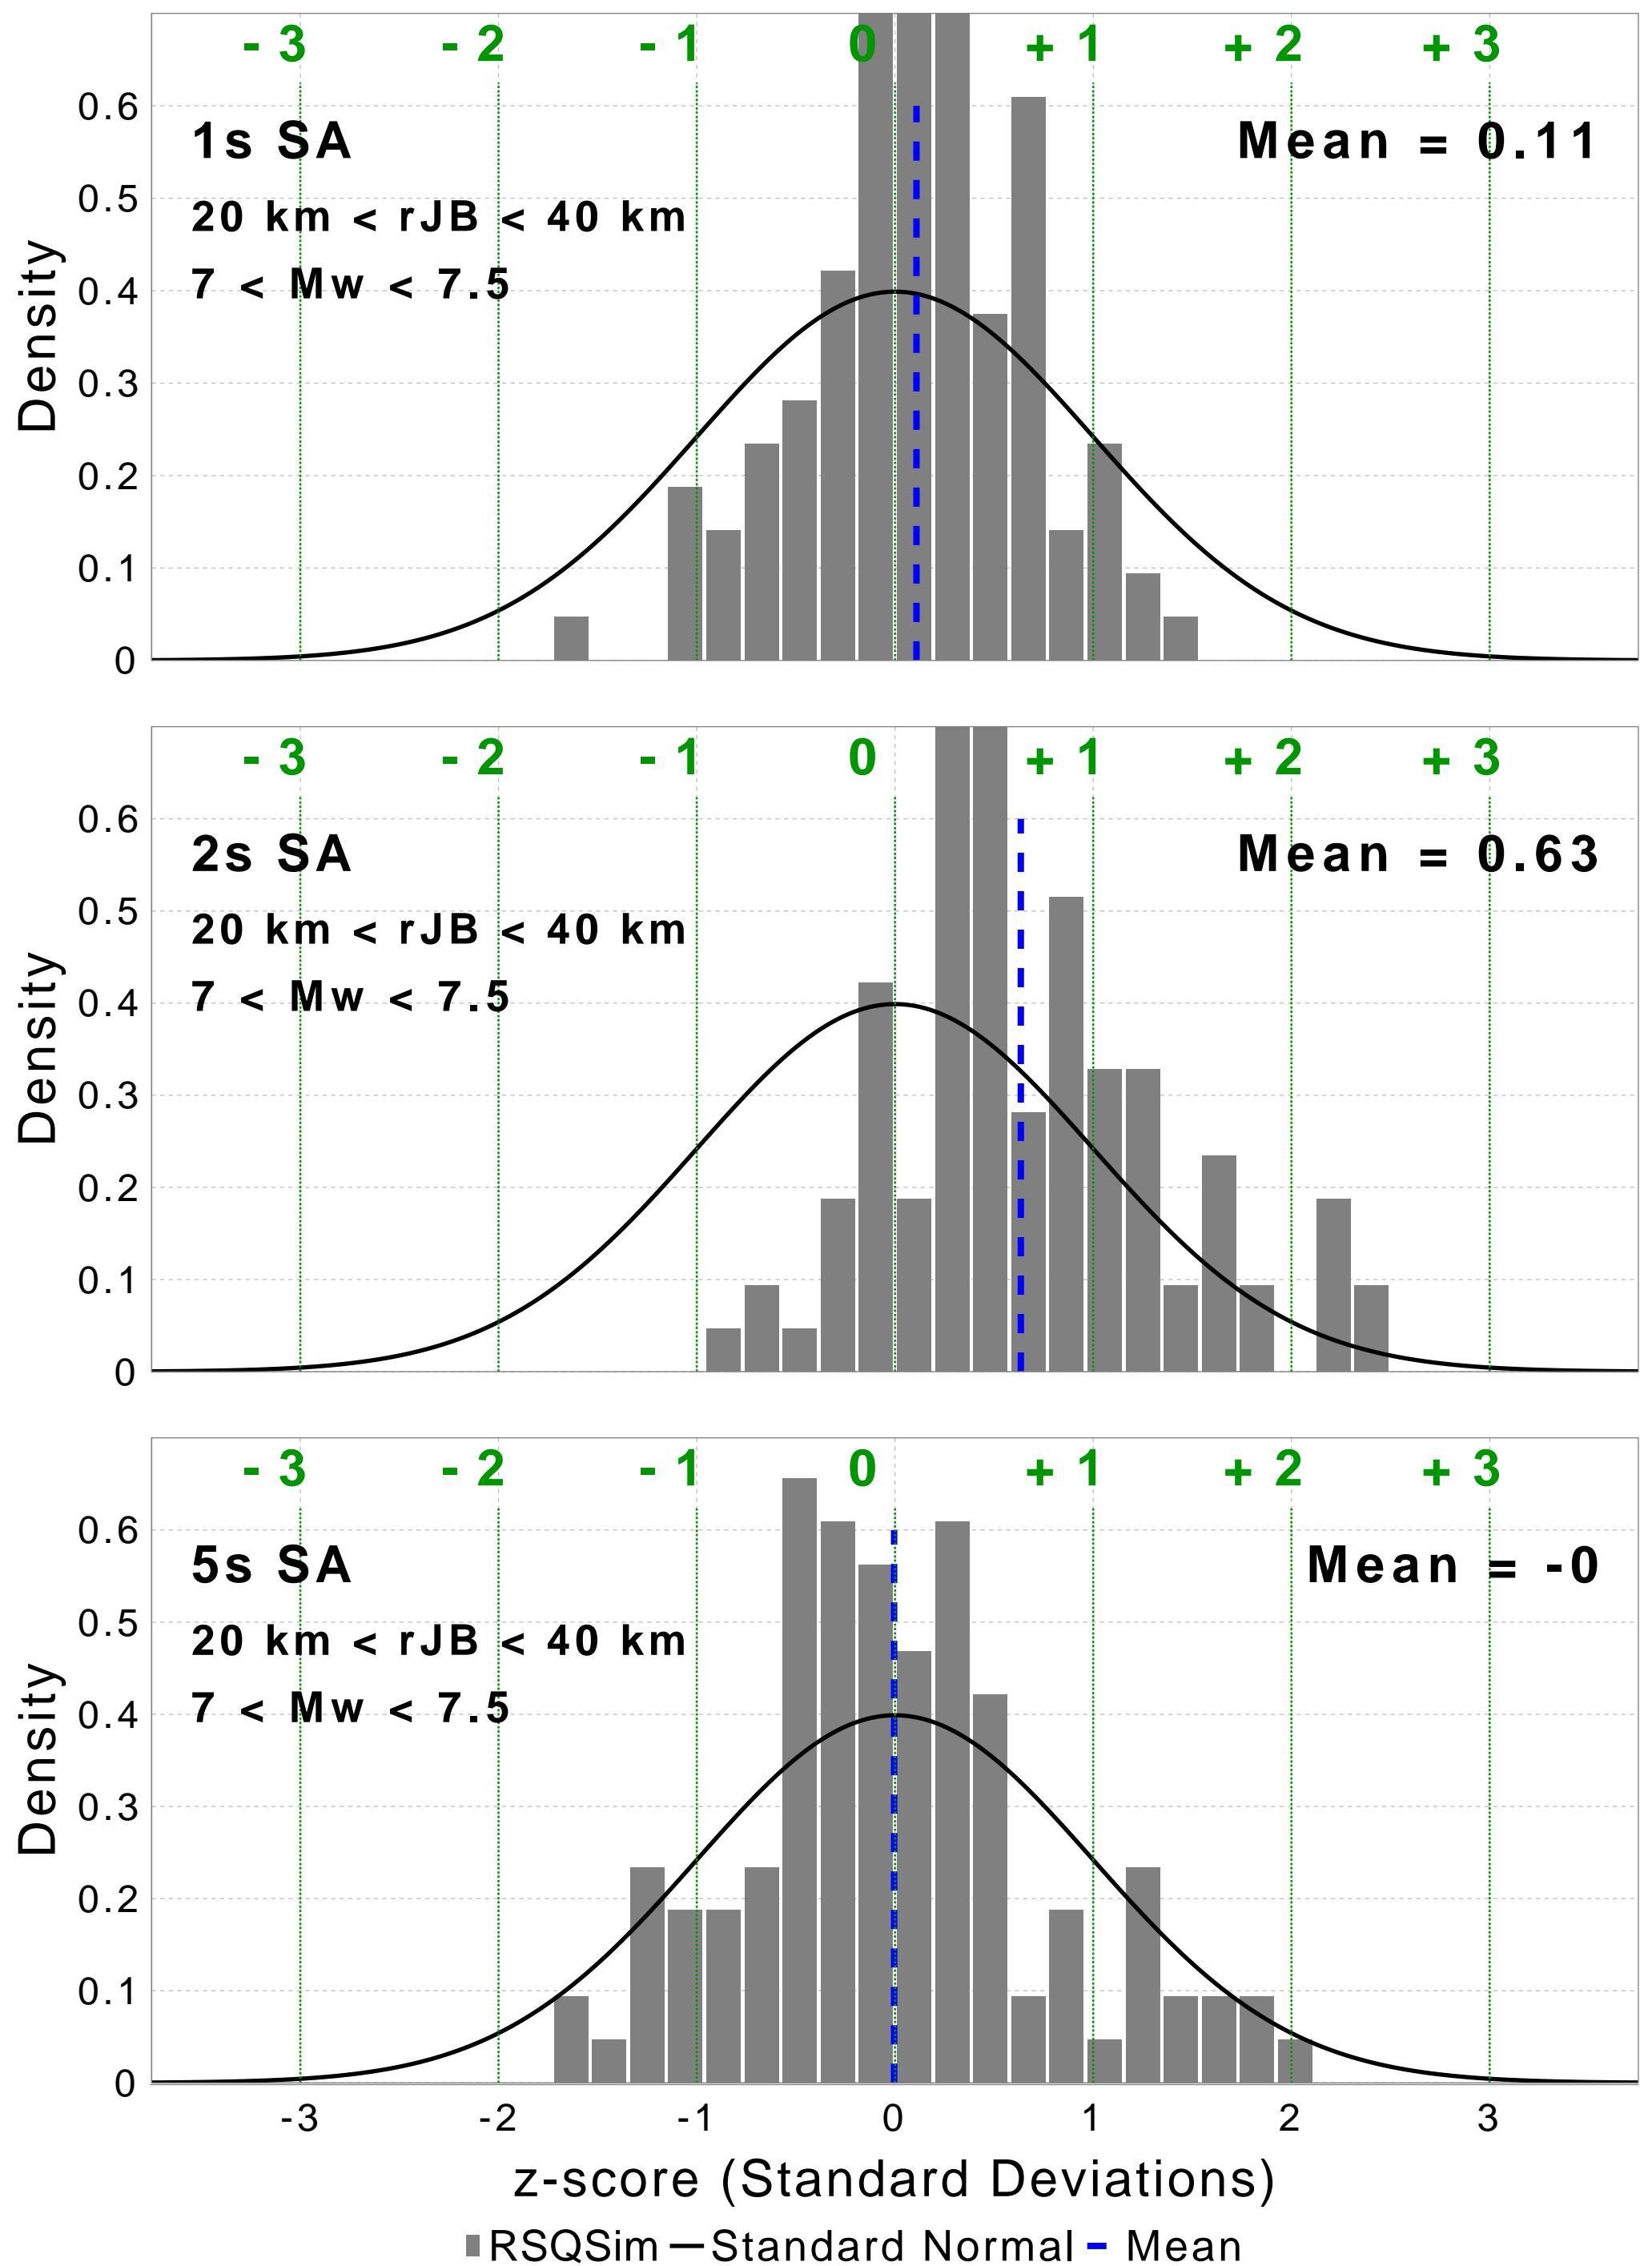 - 3 - 2 - 1 0 + 1 + 2 + 3
0.6
1s SA Mean = 0.11
0.5
20 km < rJB < 40 km
7 < Mw < 7.5
0.4
Density
0.3
0.2
0.1
0
- 3 - 2 - 1 0 + 1 + 2 + 3
0.6
2s SA Mean = 0.63
0.5
20 km < rJB < 40 km
7 < Mw < 7.5
0.4
Density
0.3
0.2
0.1
0
- 3 - 2 - 1 0 + 1 + 2 + 3
0.6
5s SA Mean = -0
0.5
20 km < rJB < 40 km
7 < Mw < 7.5
0.4
Density
0.3
0.2
0.1
0
-3 -2 -1 0 1 2 3
z-score (Standard Deviations)
RSQSim Standard Normal Mean